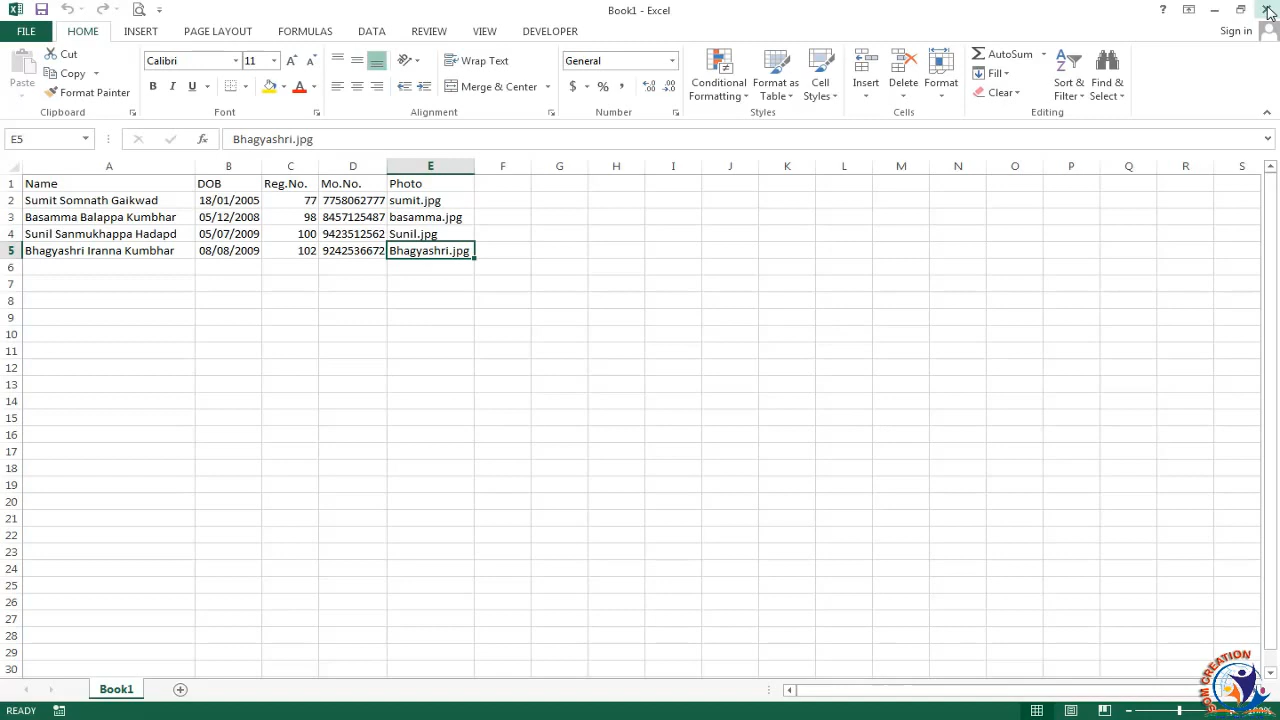 Book1 - Excel
?
FILE HOME INSERT PAGE LAYOUT FORMULAS DATA REVIEW VIEW DEVELOPER Sign in
Paste Cut Copy Format Painter
Calibri 11
B I U A
Wrap Text
Merge & Center
General
$ % ,
Conditional Formatting Format as Table Cell Styles
Insert Delete Format
AutoSum Fill Clear
Sort & Filter Find & Select
Clipboard Font Alignment Number Styles Cells Editing
E5 fx Bhagyashri.jpg
A B C D E F G H I J K L M N O P Q R S
1 Name DOB Reg.No. Mo.No. Photo
2 Sumit Somnath Gaikwad 18/01/2005 77 7758062777 sumit.jpg
3 Basamma Balappa Kumbhar 05/12/2008 98 8457125487 basamma.jpg
4 Sunil Sanmukhappa Hadapd 05/07/2009 100 9423512562 Sunil.jpg
5 Bhagyashri Iranna Kumbhar 08/08/2009 102 9242536672 Bhagyashri.jpg
6
7
8
9
10
11
12
13
14
15
16
17
18
19
20
21
22
23
24
25
26
27
28
29
30
Book1
READY
OM CREATION